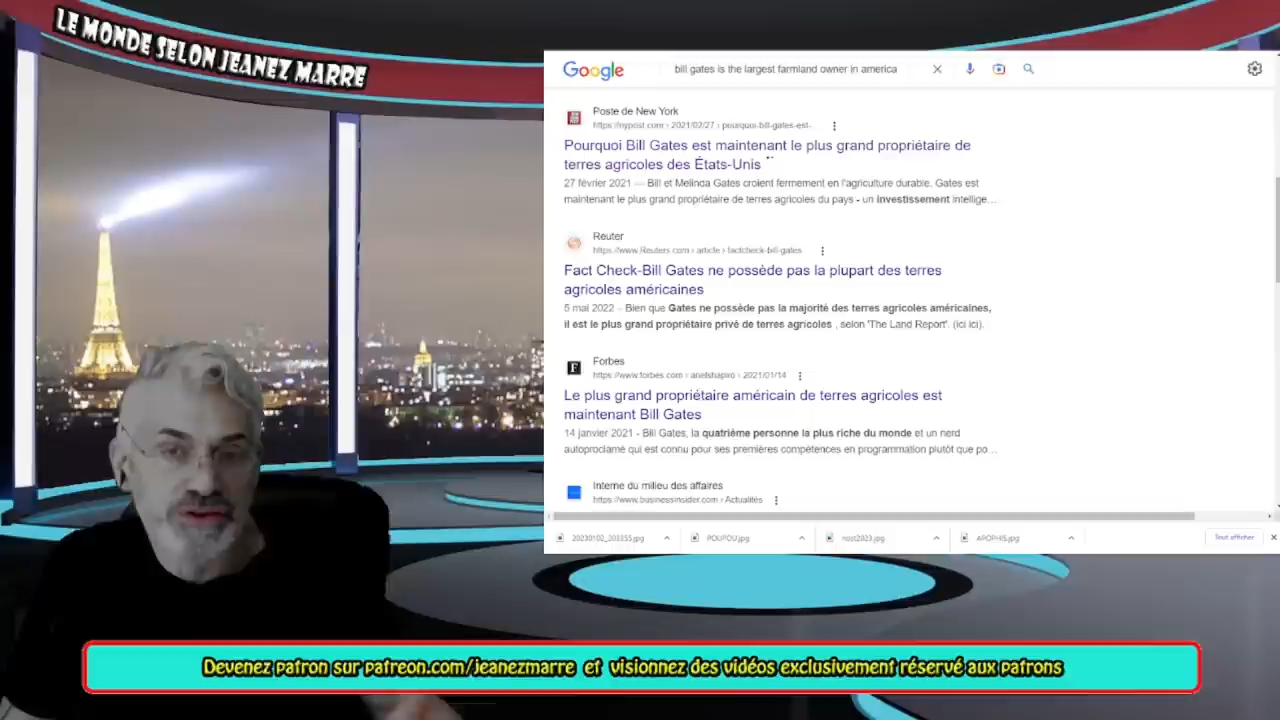 LE MONDE SELON JEANEZ MARRE
Google
bill gates is the largest farmland owner in america
Poste de New York
https://nypost.com › 2021/02/27 › pourquoi-bill-gates-est-...
Pourquoi Bill Gates est maintenant le plus grand propriétaire de
terres agricoles des États-Unis
27 février 2021 — Bill et Melinda Gates croient fermement en l'agriculture durable. Gates est
maintenant le plus grand propriétaire de terres agricoles du pays - un investissement intellige...
Reuter
https://www.Reuters.com › article › factcheck-bill-gates
Fact Check-Bill Gates ne possède pas la plupart des terres
agricoles américaines
5 mai 2022 – Bien que Gates ne possède pas la majorité des terres agricoles américaines,
il est le plus grand propriétaire privé de terres agricoles , selon 'The Land Report'. (ici ici).
Forbes
https://www.forbes.com › arielshapiro › 2021/01/14
Le plus grand propriétaire américain de terres agricoles est
maintenant Bill Gates
14 janvier 2021 - Bill Gates, la quatrième personne la plus riche du monde et un nerd
autoproclamé qui est connu pour ses premières compétences en programmation plutôt que po...
Interne du milieu des affaires
https://www.businessinsider.com › Actualités
20230102_203355.jpg
POUPOU.jpg
nost2023.jpg
APOPHIS.jpg
Tout afficher
Devenez patron sur patreon.com/jeanezmarre et visionnez des vidéos exclusivement réservé aux patrons